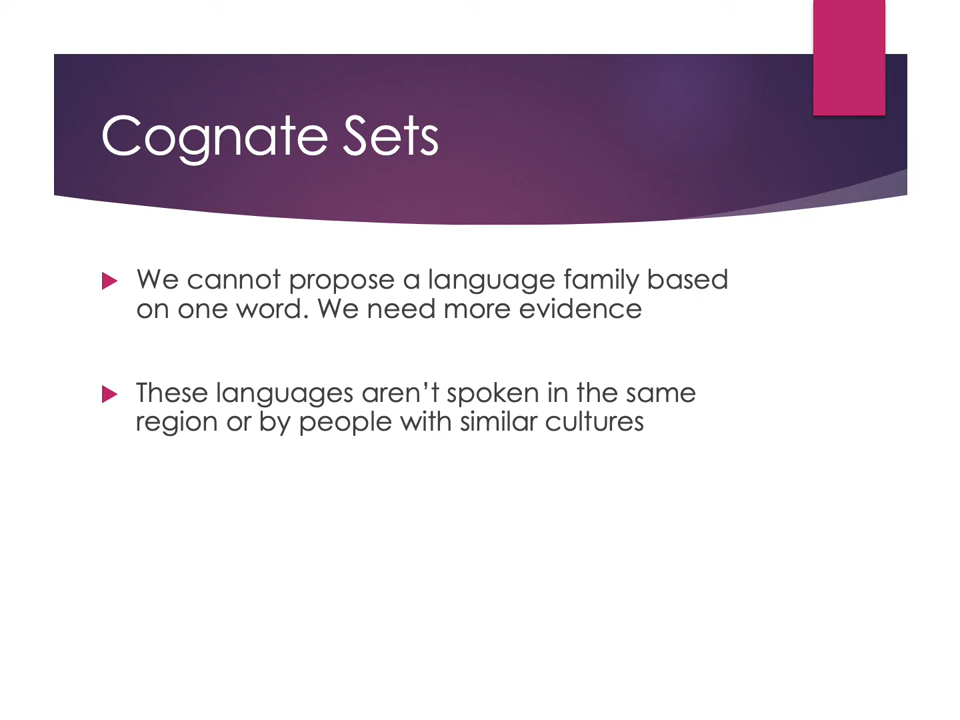 Cognate Sets
We cannot propose a language family based
on one word. We need more evidence
These languages aren’t spoken in the same
region or by people with similar cultures